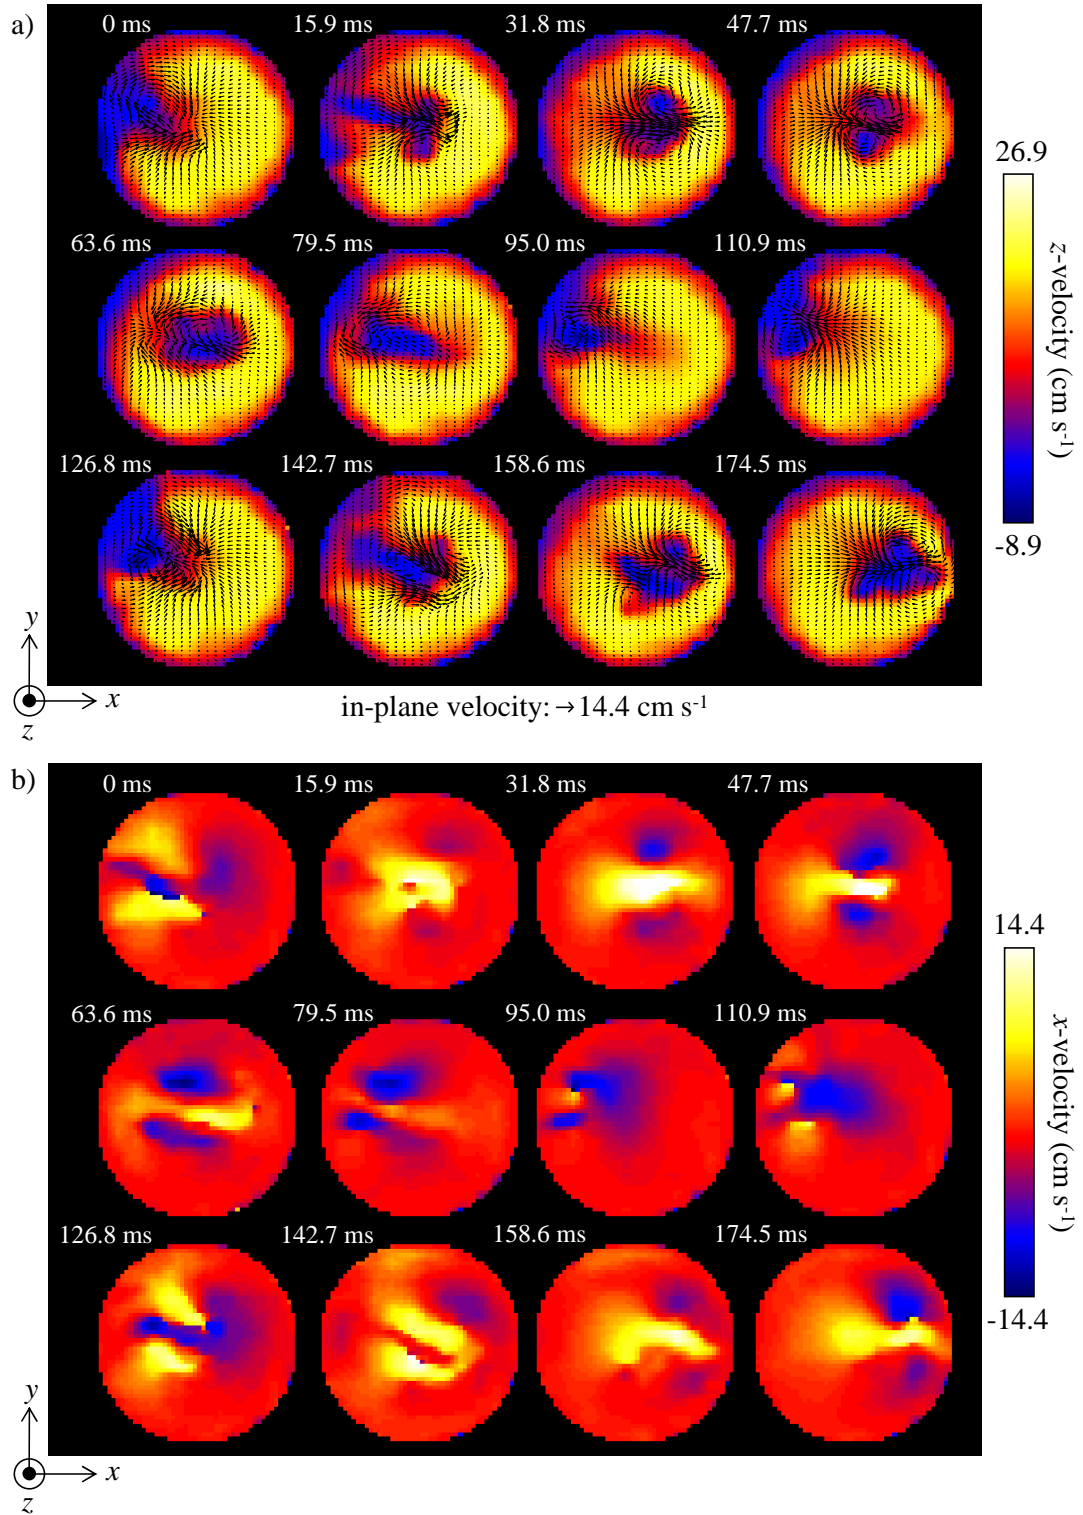 a)
0 ms 15.9 ms 31.8 ms 47.7 ms
63.6 ms 79.5 ms 95.0 ms 110.9 ms
126.8 ms 142.7 ms 158.6 ms 174.5 ms
26.9
z-velocity (cm s-1)
-8.9
y
x
z
in-plane velocity: → 14.4 cm s-1
b)
0 ms 15.9 ms 31.8 ms 47.7 ms
63.6 ms 79.5 ms 95.0 ms 110.9 ms
126.8 ms 142.7 ms 158.6 ms 174.5 ms
14.4
x-velocity (cm s-1)
-14.4
y
x
z